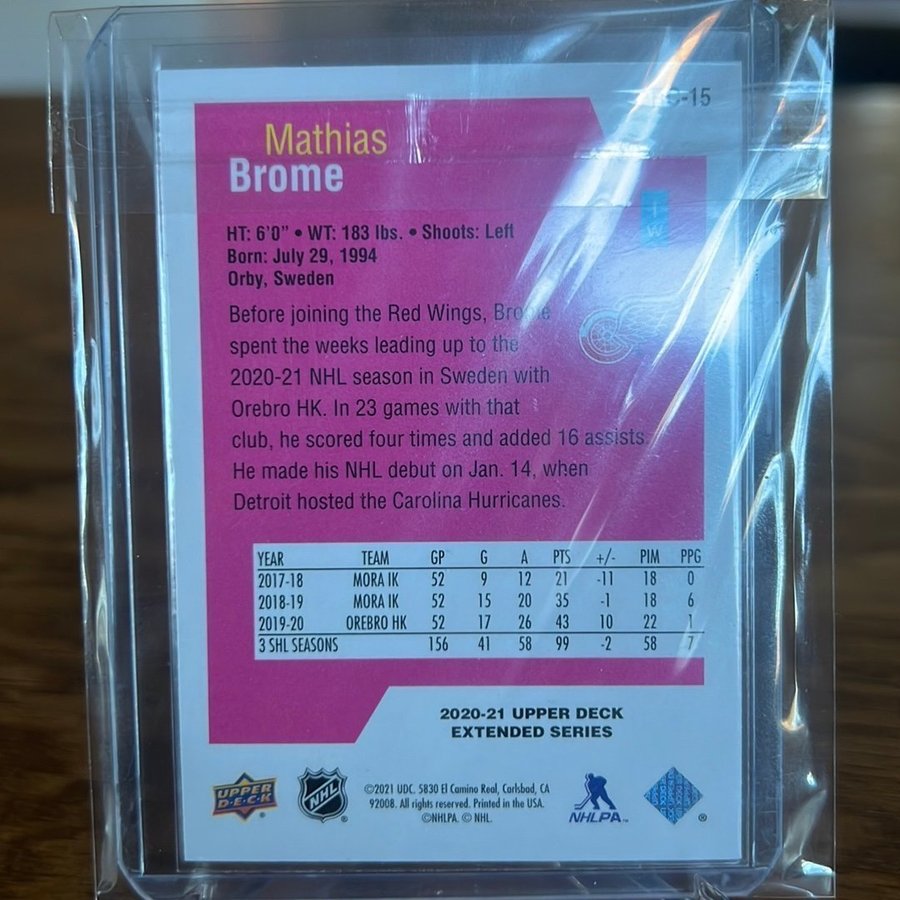 -15
Mathias
Brome
LW
HT: 6'0" • WT: 183 lbs. • Shoots: Left
Born: July 29, 1994
Orby, Sweden
Before joining the Red Wings, Brome
spent the weeks leading up to the
2020-21 NHL season in Sweden with
Orebro HK. In 23 games with that
club, he scored four times and added 16 assists.
He made his NHL debut on Jan. 14, when
Detroit hosted the Carolina Hurricanes.
YEAR TEAM GP G A PTS +/- PIM PPG
2017-18 MORA IK 52 9 12 21 -11 18 0
2018-19 MORA IK 52 15 20 35 -1 18 6
2019-20 OREBRO HK 52 17 26 43 10 22 1
3 SHL SEASONS 156 41 58 99 -2 58 7
2020-21 UPPER DECK
EXTENDED SERIES
UPPER DECK
NHL
©2021 UDC. 5830 El Camino Real, Carlsbad, CA
92008. All rights reserved. Printed in the USA.
©NHLPA. © NHL.
NHLPA™
®